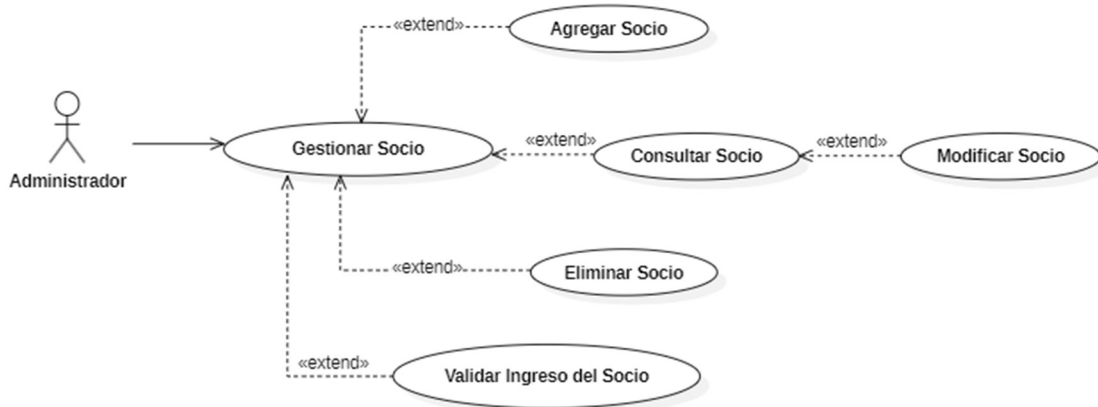 «extend»
Agregar Socio
Administrador
Gestionar Socio
«extend»
Consultar Socio
«extend»
Modificar Socio
«extend»
Eliminar Socio
«extend»
Validar Ingreso del Socio